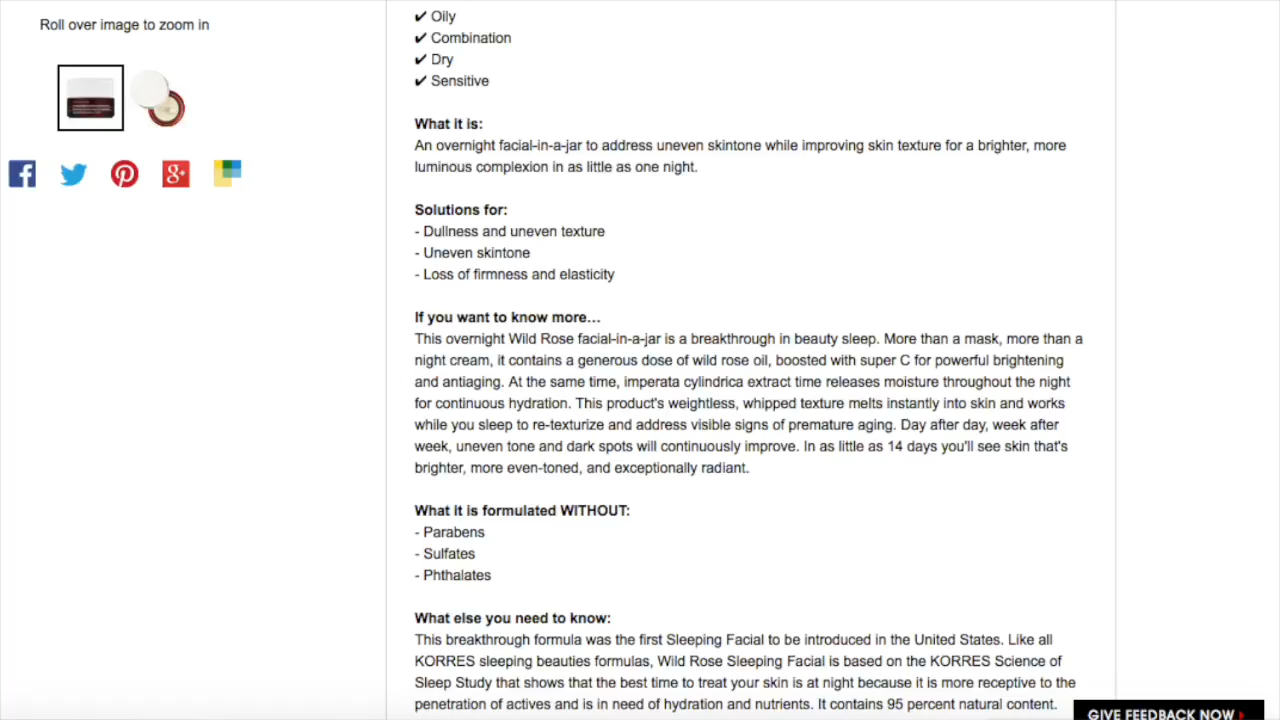 Roll over image to zoom in
✔ Oily
✔ Combination
✔ Dry
✔ Sensitive
What it is:
An overnight facial-in-a-jar to address uneven skintone while improving skin texture for a brighter, more
luminous complexion in as little as one night.
Solutions for:
- Dullness and uneven texture
- Uneven skintone
- Loss of firmness and elasticity
If you want to know more…
This overnight Wild Rose facial-in-a-jar is a breakthrough in beauty sleep. More than a mask, more than a
night cream, it contains a generous dose of wild rose oil, boosted with super C for powerful brightening
and antiaging. At the same time, imperata cylindrica extract time releases moisture throughout the night
for continuous hydration. This product's weightless, whipped texture melts instantly into skin and works
while you sleep to re-texturize and address visible signs of premature aging. Day after day, week after
week, uneven tone and dark spots will continuously improve. In as little as 14 days you'll see skin that's
brighter, more even-toned, and exceptionally radiant.
What it is formulated WITHOUT:
- Parabens
- Sulfates
- Phthalates
What else you need to know:
This breakthrough formula was the first Sleeping Facial to be introduced in the United States. Like all
KORRES sleeping beauties formulas, Wild Rose Sleeping Facial is based on the KORRES Science of
Sleep Study that shows that the best time to treat your skin is at night because it is more receptive to the
penetration of actives and is in need of hydration and nutrients. It contains 95 percent natural content.
GIVE FEEDBACK NOW